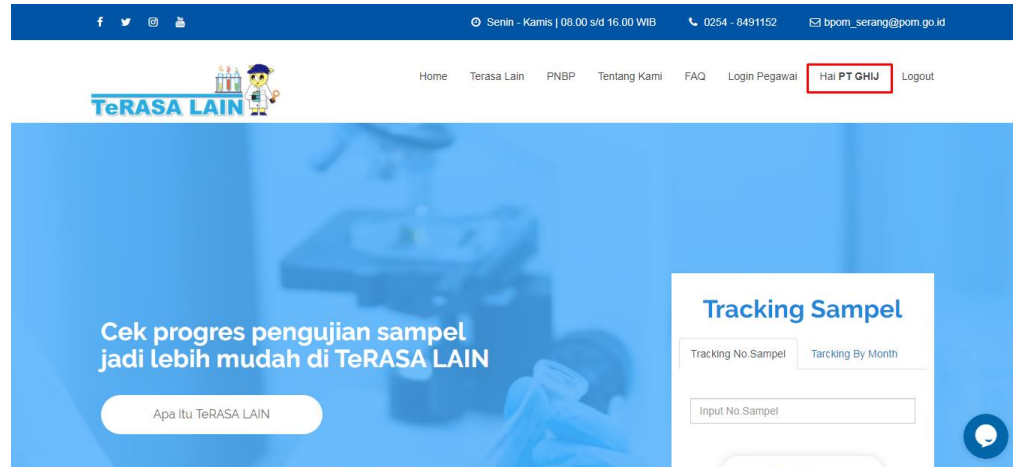 Senin - Kamis | 08.00 s/d 16.00 WIB 0254 - 8491152 bpom_serang@pom.go.id
TeRASA LAIN
Home Terasa Lain PNBP Tentang Kami FAQ Login Pegawai Hai PT GHIJ Logout
Cek progres pengujian sampel
jadi lebih mudah di TeRASA LAIN
Apa Itu TeRASA LAIN
Tracking Sampel
Tracking No.Sampel Tarcking By Month
Input No.Sampel